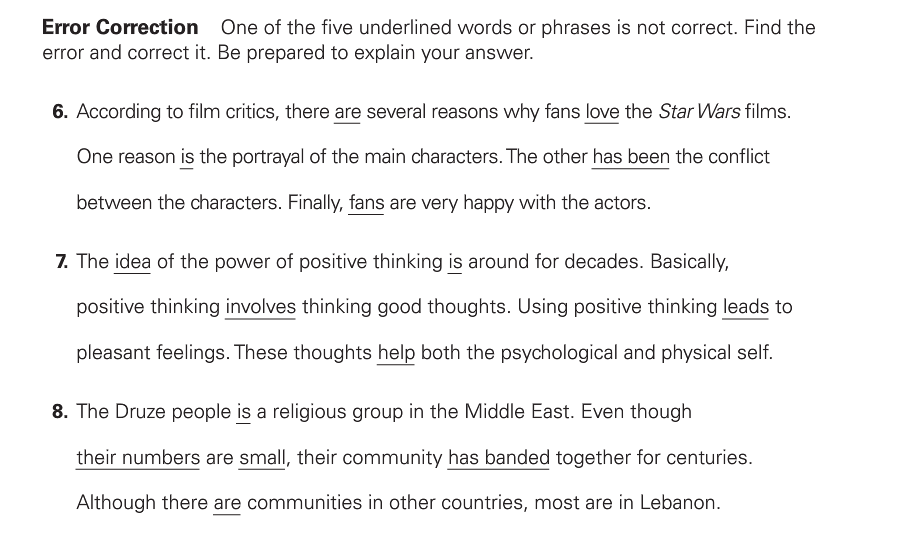 Error Correction One of the five underlined words or phrases is not correct. Find the
error and correct it. Be prepared to explain your answer.
6. According to film critics, there are several reasons why fans love the Star Wars films.
One reason is the portrayal of the main characters. The other has been the conflict
between the characters. Finally, fans are very happy with the actors.
7. The idea of the power of positive thinking is around for decades. Basically,
positive thinking involves thinking good thoughts. Using positive thinking leads to
pleasant feelings. These thoughts help both the psychological and physical self.
8. The Druze people is a religious group in the Middle East. Even though
their numbers are small, their community has banded together for centuries.
Although there are communities in other countries, most are in Lebanon.